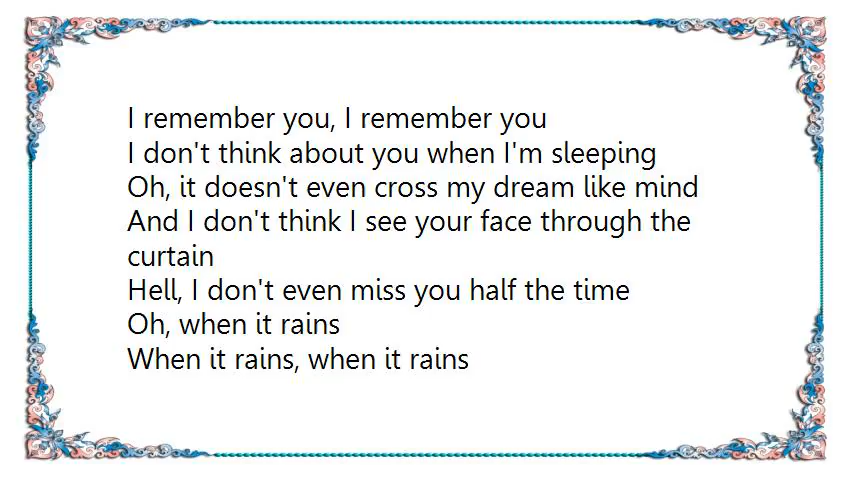 I remember you, I remember you
I don't think about you when I'm sleeping
Oh, it doesn't even cross my dream like mind
And I don't think I see your face through the
curtain
Hell, I don't even miss you half the time
Oh, when it rains
When it rains, when it rains